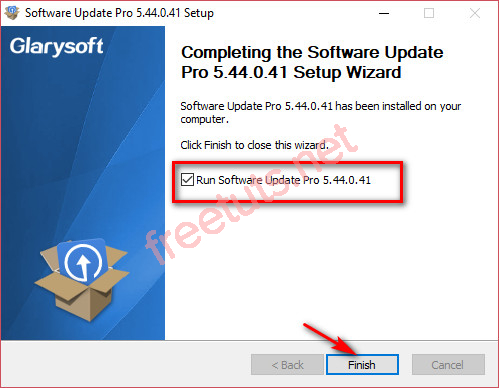 Software Update Pro 5.44.0.41 Setup
Glarysoft
Completing the Software Update
Pro 5.44.0.41 Setup Wizard
Software Update Pro 5.44.0.41 has been installed on your
computer.
Click Finish to close this wizard.
Run Software Update Pro 5.44.0.41
freetuts.net
< Back
Finish
Cancel